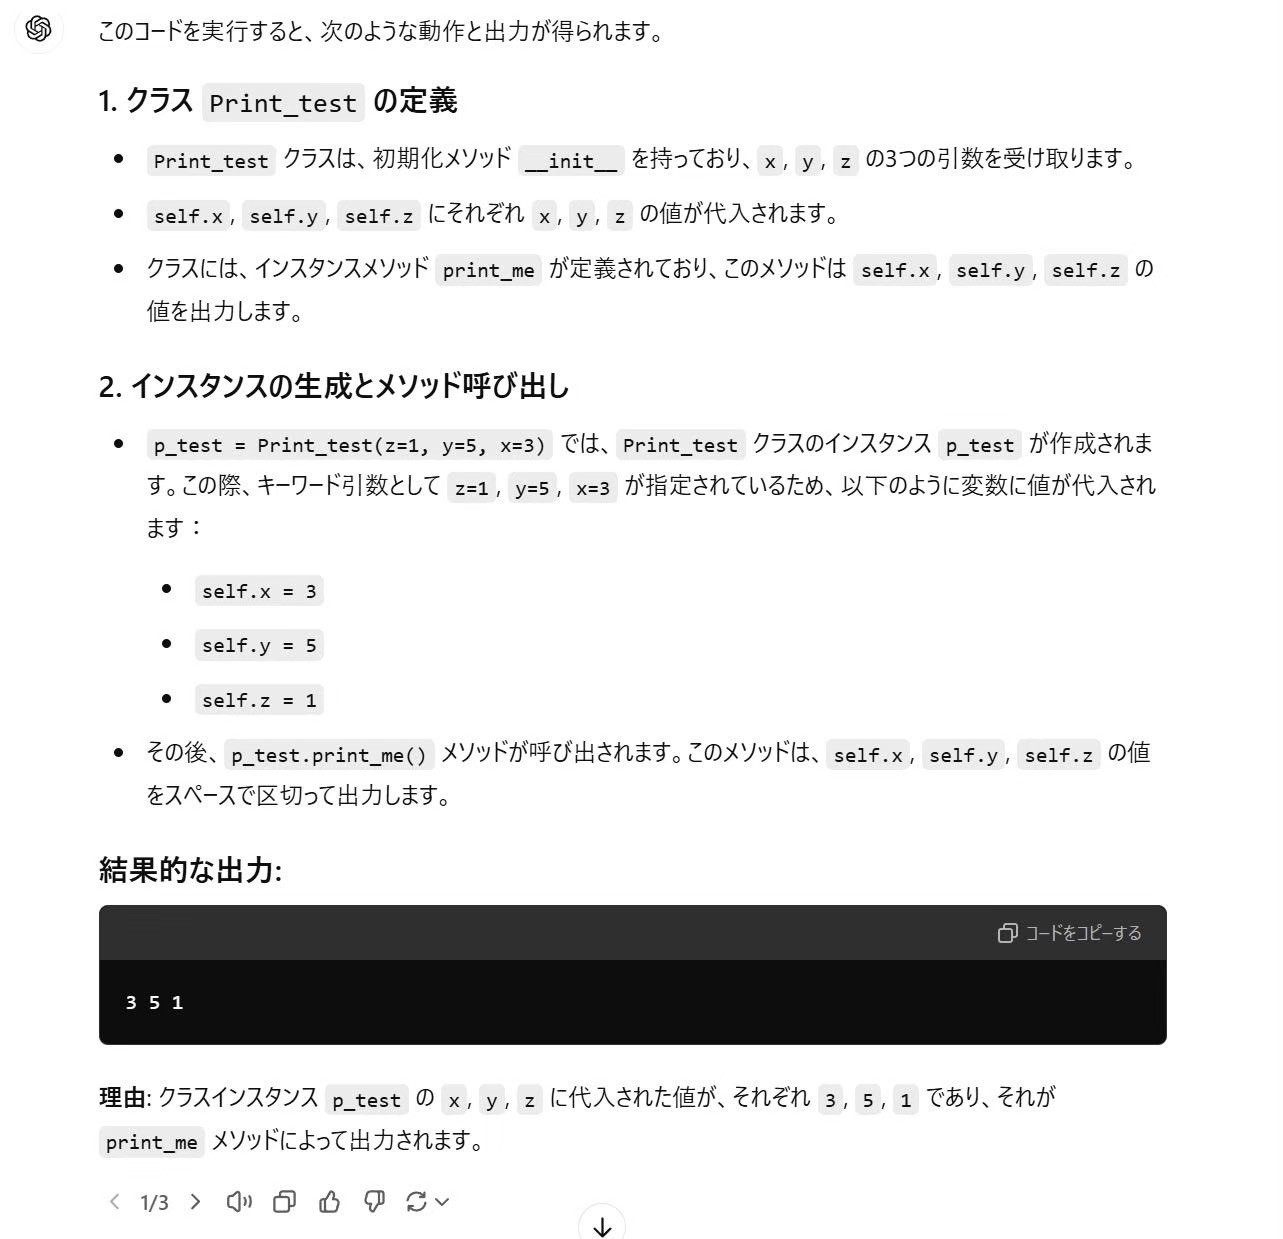 このコードを実行すると、次のような動作と出力が得られます。
1. クラス Print_test の定義
Print_test クラスは、初期化メソッド __init__ を持っており、x, y, z の3つの引数を受け取ります。
self.x, self.y, self.z にそれぞれ x, y, z の値が代入されます。
クラスには、インスタンスメソッド print_me が定義されており、このメソッドは self.x, self.y, self.z の
値を出力します。
2. インスタンスの生成とメソッド呼び出し
p_test = Print_test(z=1, y=5, x=3) では、Print_test クラスのインスタンス p_test が作成されま
す。この際、キーワード引数として z=1, y=5, x=3 が指定されているため、以下のように変数に値が代入され
ます：
self.x = 3
self.y = 5
self.z = 1
その後、p_test.print_me() メソッドが呼び出されます。このメソッドは、self.x, self.y, self.z の値
をスペースで区切って出力します。
結果的な出力:
コードをコピーする
3 5 1
理由: クラスインスタンス p_test の x, y, z に代入された値が、それぞれ 3, 5, 1 であり、それが
print_me メソッドによって出力されます。
1/3